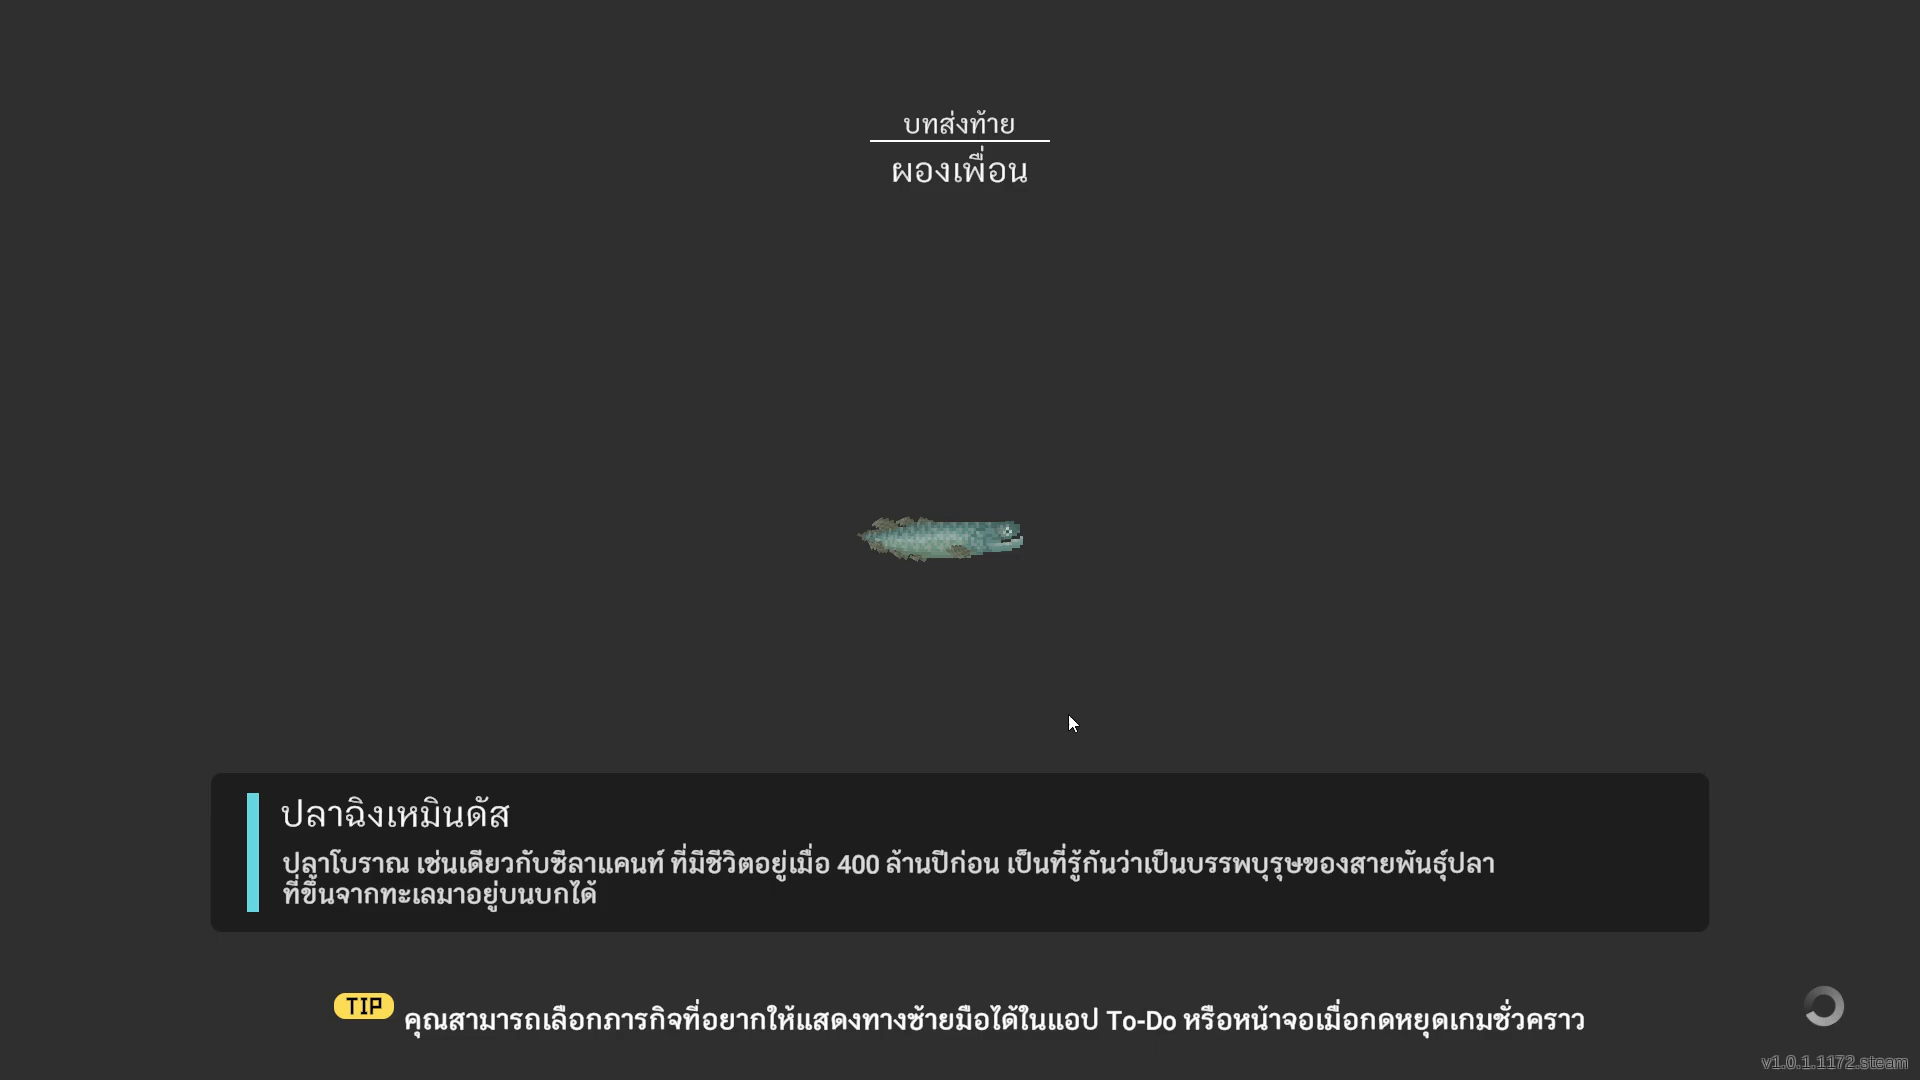 บทส่งท้าย
ผองเพื่อน
ปลาฉิงเหมินดัส
ปลาโบราณ เช่นเดียวกับซีลาแคนท์ ที่มีชีวิตอยู่เมื่อ 400 ล้านปีก่อน เป็นที่รู้กันว่าเป็นบรรพบุรุษของสายพันธุ์ปลา
ที่ขึ้นจากทะเลมาอยู่บนบกได้
TIP คุณสามารถเลือกภารกิจที่อยากให้แสดงทางซ้ายมือได้ในแอป To-Do หรือหน้าจอเมื่อกดหยุดเกมชั่วคราว
v1.0.1.1172.steam